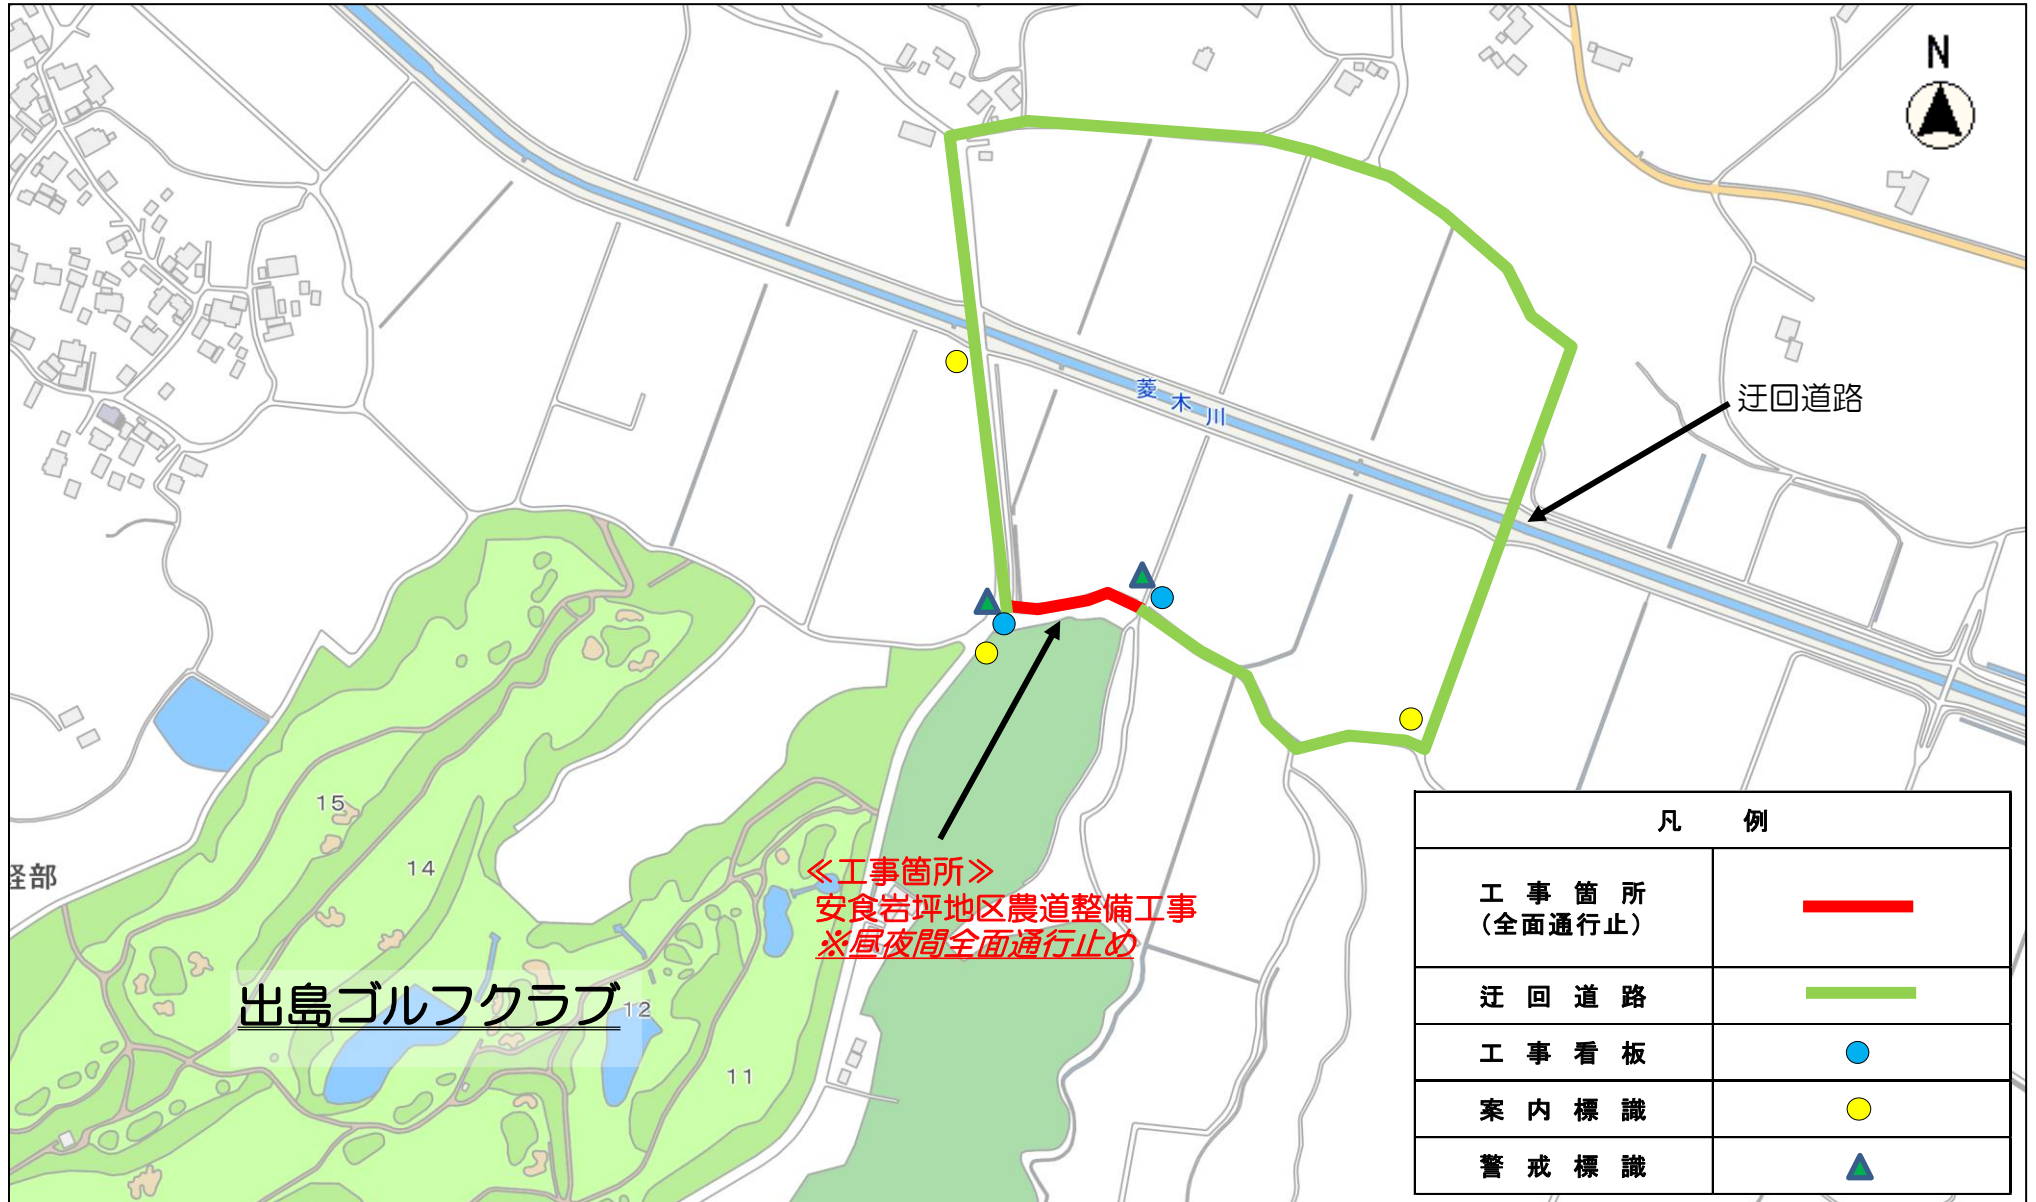 N
菱木川
迂回道路
15
14
12
11
軽部
≪工事箇所≫
安食岩坪地区農道整備工事
※昼夜間全面通行止め
出島ゴルフクラブ
凡例
工事箇所
(全面通行止)
迂回道路
工事看板
案内標識
警戒標識